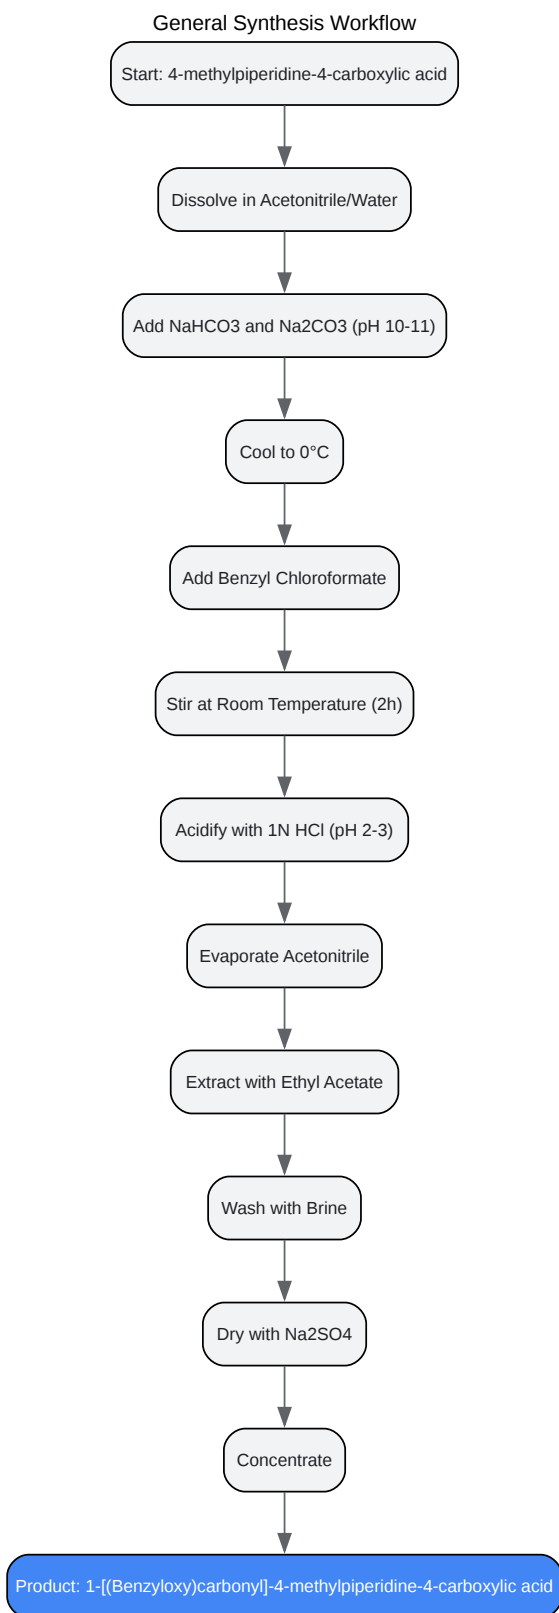 General Synthesis Workflow
Start: 4-methylpiperidine-4-carboxylic acid
Dissolve in Acetonitrile/Water
Add NaHCO3 and Na2CO3 (pH 10-11)
Cool to 0°C
Add Benzyl Chloroformate
Stir at Room Temperature (2h)
Acidify with 1N HCl (pH 2-3)
Evaporate Acetonitrile
Extract with Ethyl Acetate
Wash with Brine
Dry with Na2SO4
Concentrate
Product: 1-[(Benzyloxy)carbonyl]-4-methylpiperidine-4-carboxylic acid